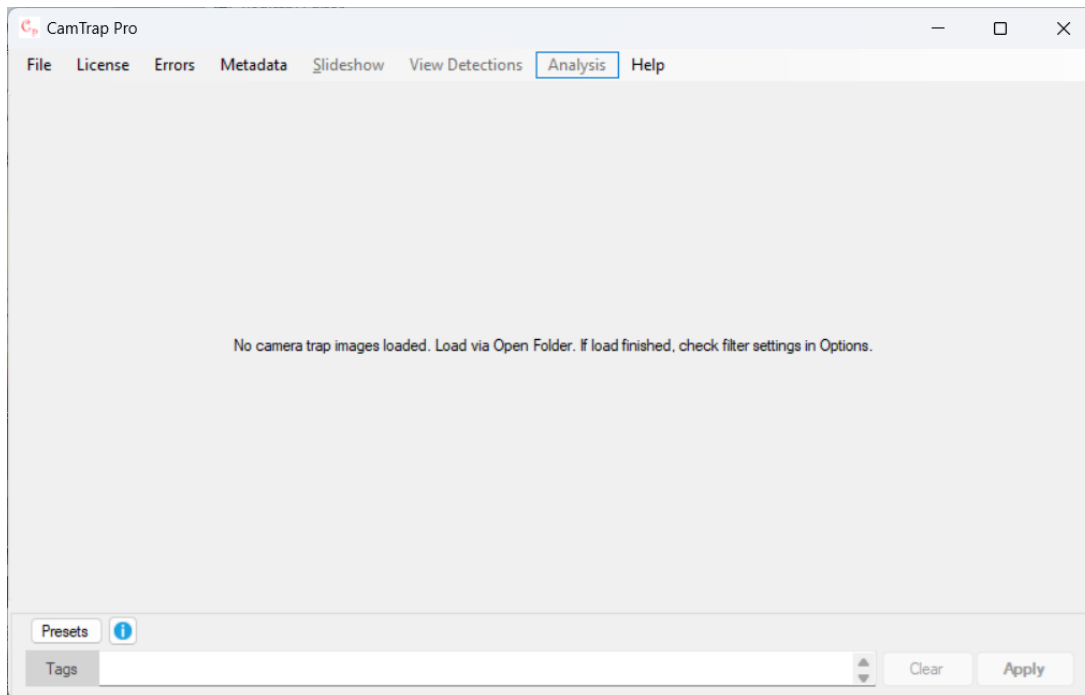 Cp CamTrap Pro
File License Errors Metadata Slideshow View Detections Analysis Help
No camera trap images loaded. Load via Open Folder. If load finished, check filter settings in Options.
Presets i
Tags Clear Apply